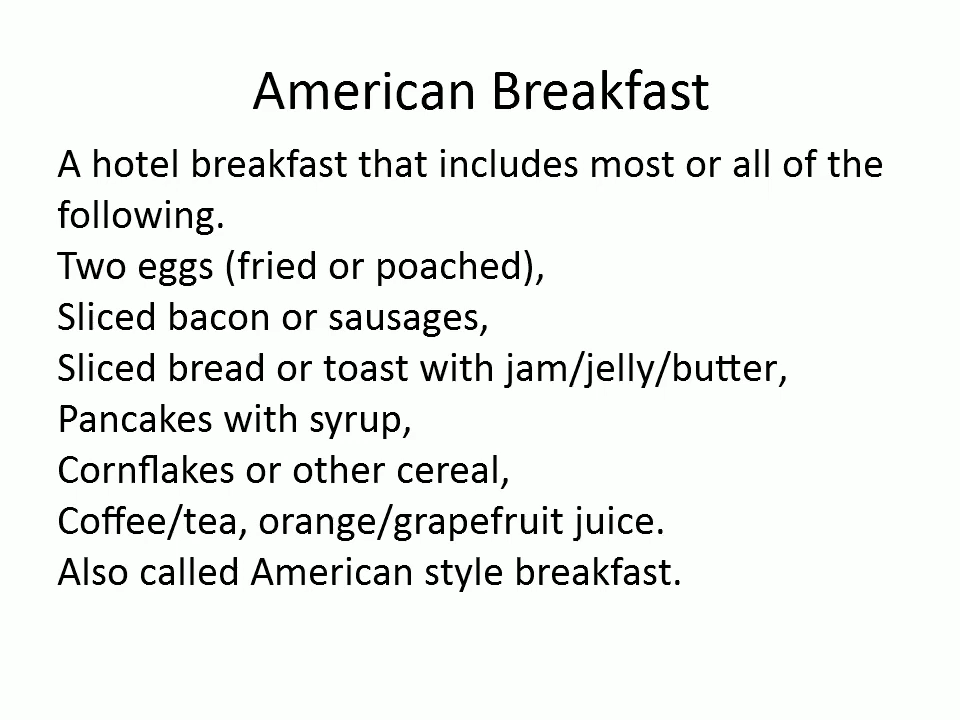 American Breakfast
A hotel breakfast that includes most or all of the
following.
Two eggs (fried or poached),
Sliced bacon or sausages,
Sliced bread or toast with jam/jelly/butter,
Pancakes with syrup,
Cornflakes or other cereal,
Coffee/tea, orange/grapefruit juice.
Also called American style breakfast.